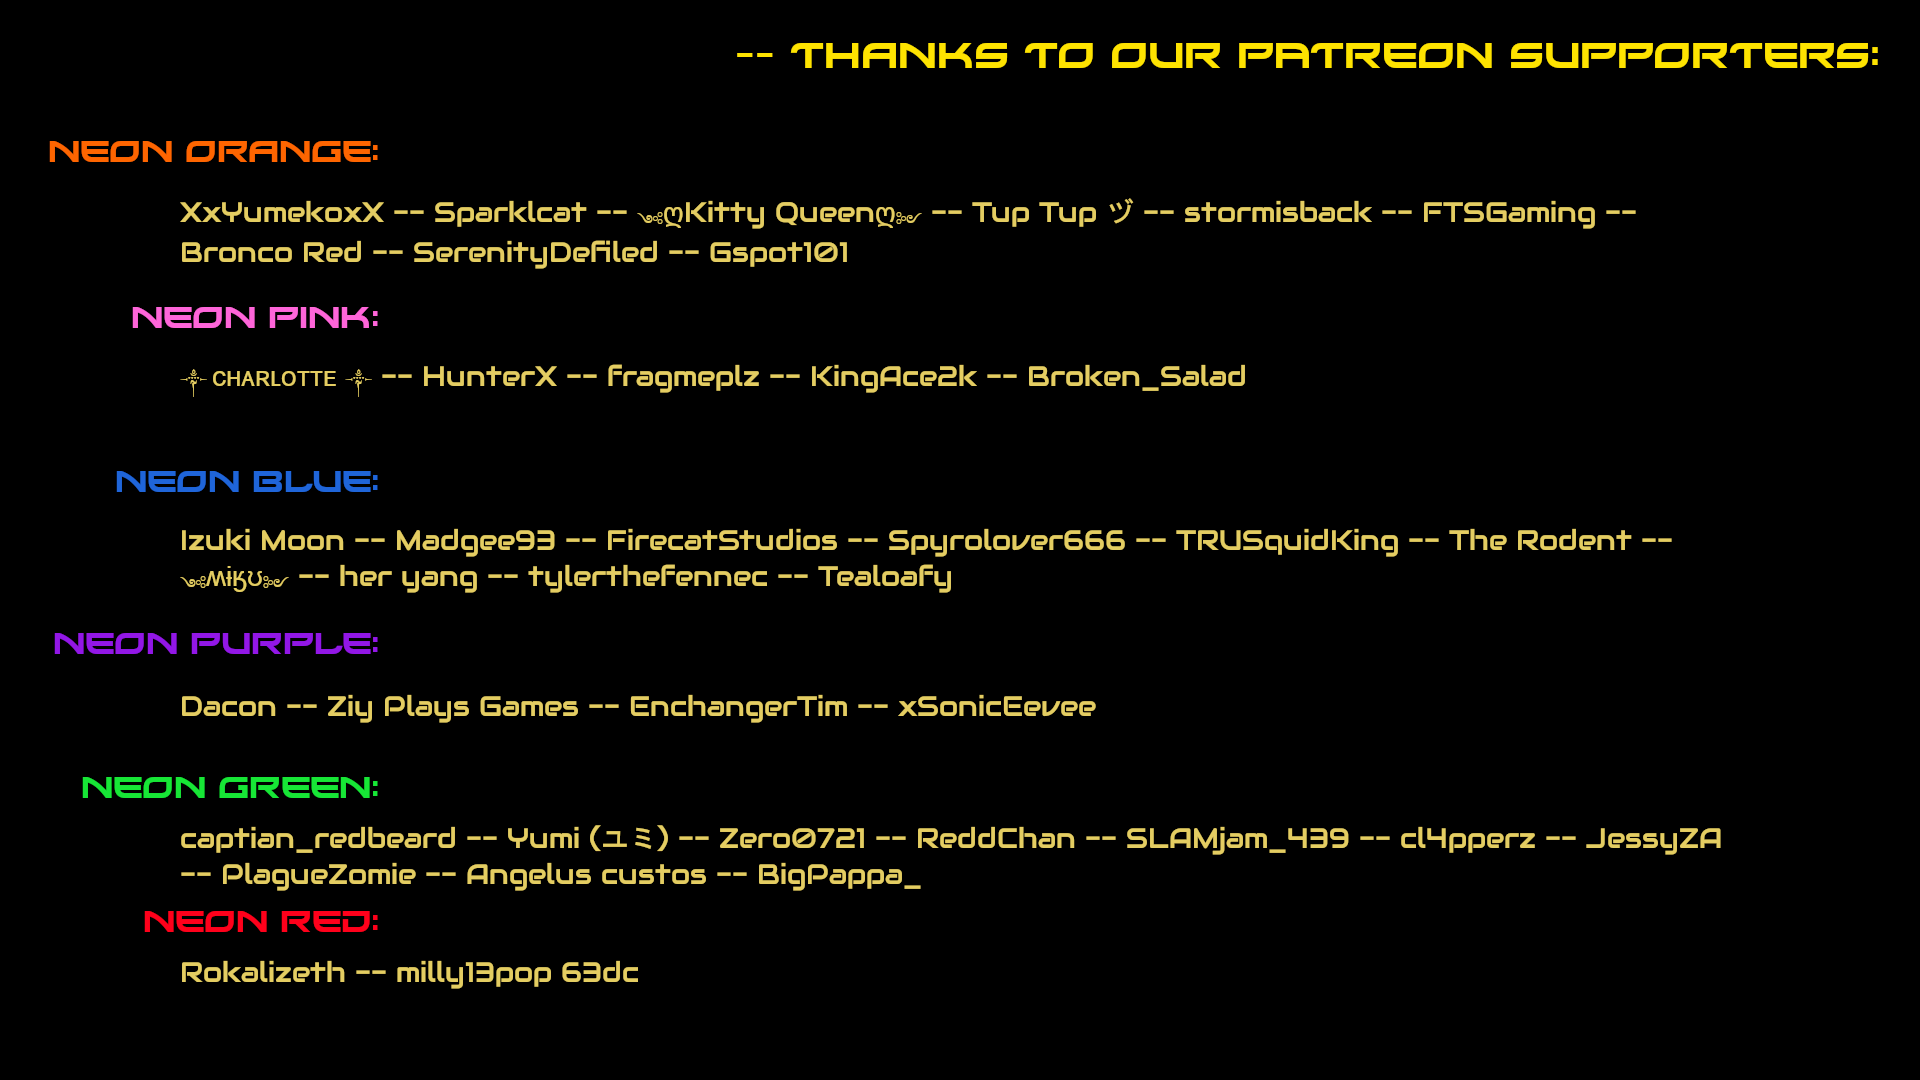 -- THANKS TO OUR PATREON SUPPORTERS:
NEON ORANGE:
XxYumekoxX -- Sparklcat -- ༺ღKitty Queenღ༻ -- Tup Tup ヅ -- stormisback -- FTSGaming --
Bronco Red -- SerenityDefiled -- Gspot101
NEON PINK:
༒ CHARLOTTE ༒ -- HunterX -- fragmeplz -- KingAce2k -- Broken_Salad
NEON BLUE:
Izuki Moon -- Madgee93 -- FirecatStudios -- Spyrolover666 -- TRUSquidKing -- The Rodent --
༺ʍɨӄʊ༻ -- her yang -- tylerthefennec -- Tealoafy
NEON PURPLE:
Dacon -- Ziy Plays Games -- EnchangerTim -- xSonicEevee
NEON GREEN:
captian_redbeard -- Yumi (ユミ) -- Zero0721 -- ReddChan -- SLAMjam_439 -- cl4pperz -- JessyZA
-- PlagueZomie -- Angelus custos -- BigPappa_
NEON RED:
Rokalizeth -- milly13pop 63dc